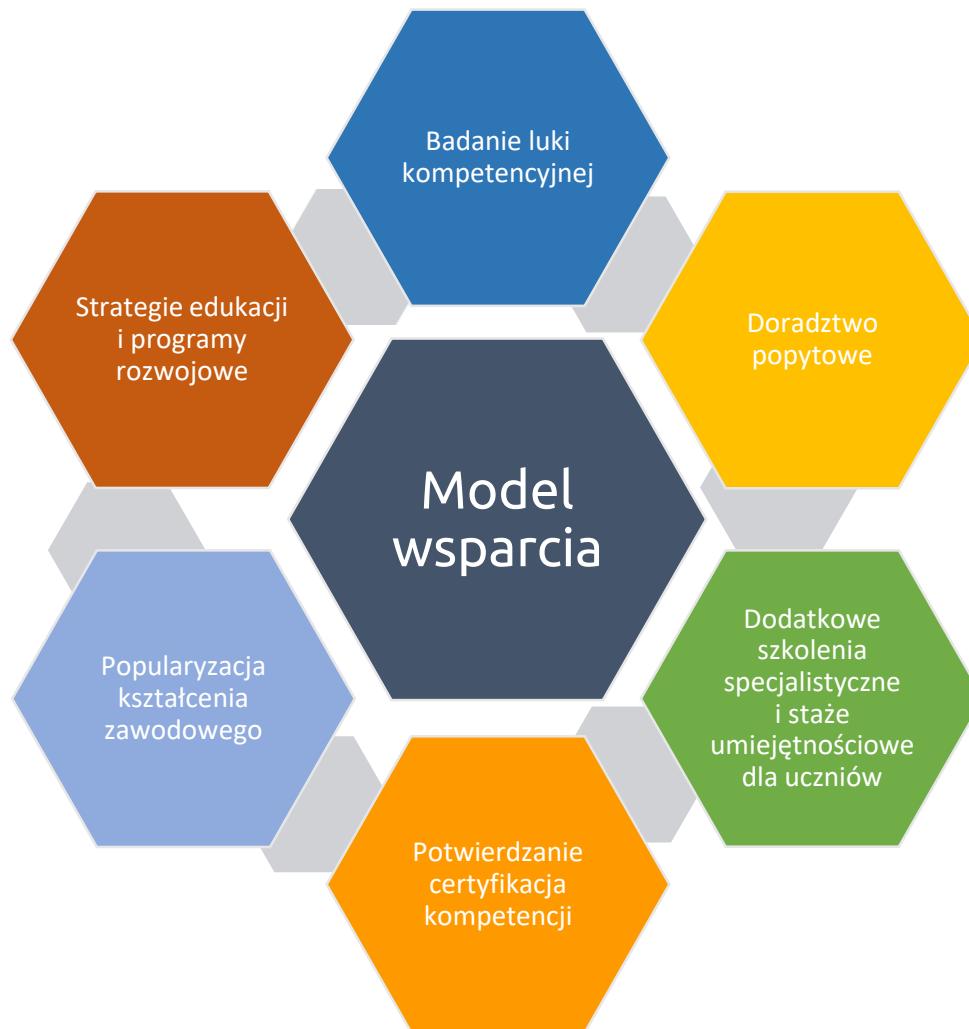 Badanie luki
kompetencyjnej
Strategie edukacji
i programy
rozwojowe
Doradztwo
popytowe
Model
wsparcia
Popularyzacja
kształcenia
zawodowego
Dodatkowe
szkolenia
specjalistyczne
i staże
umiejętnościowe
dla uczniów
Potwierdzanie
certyfikacja
kompetencji